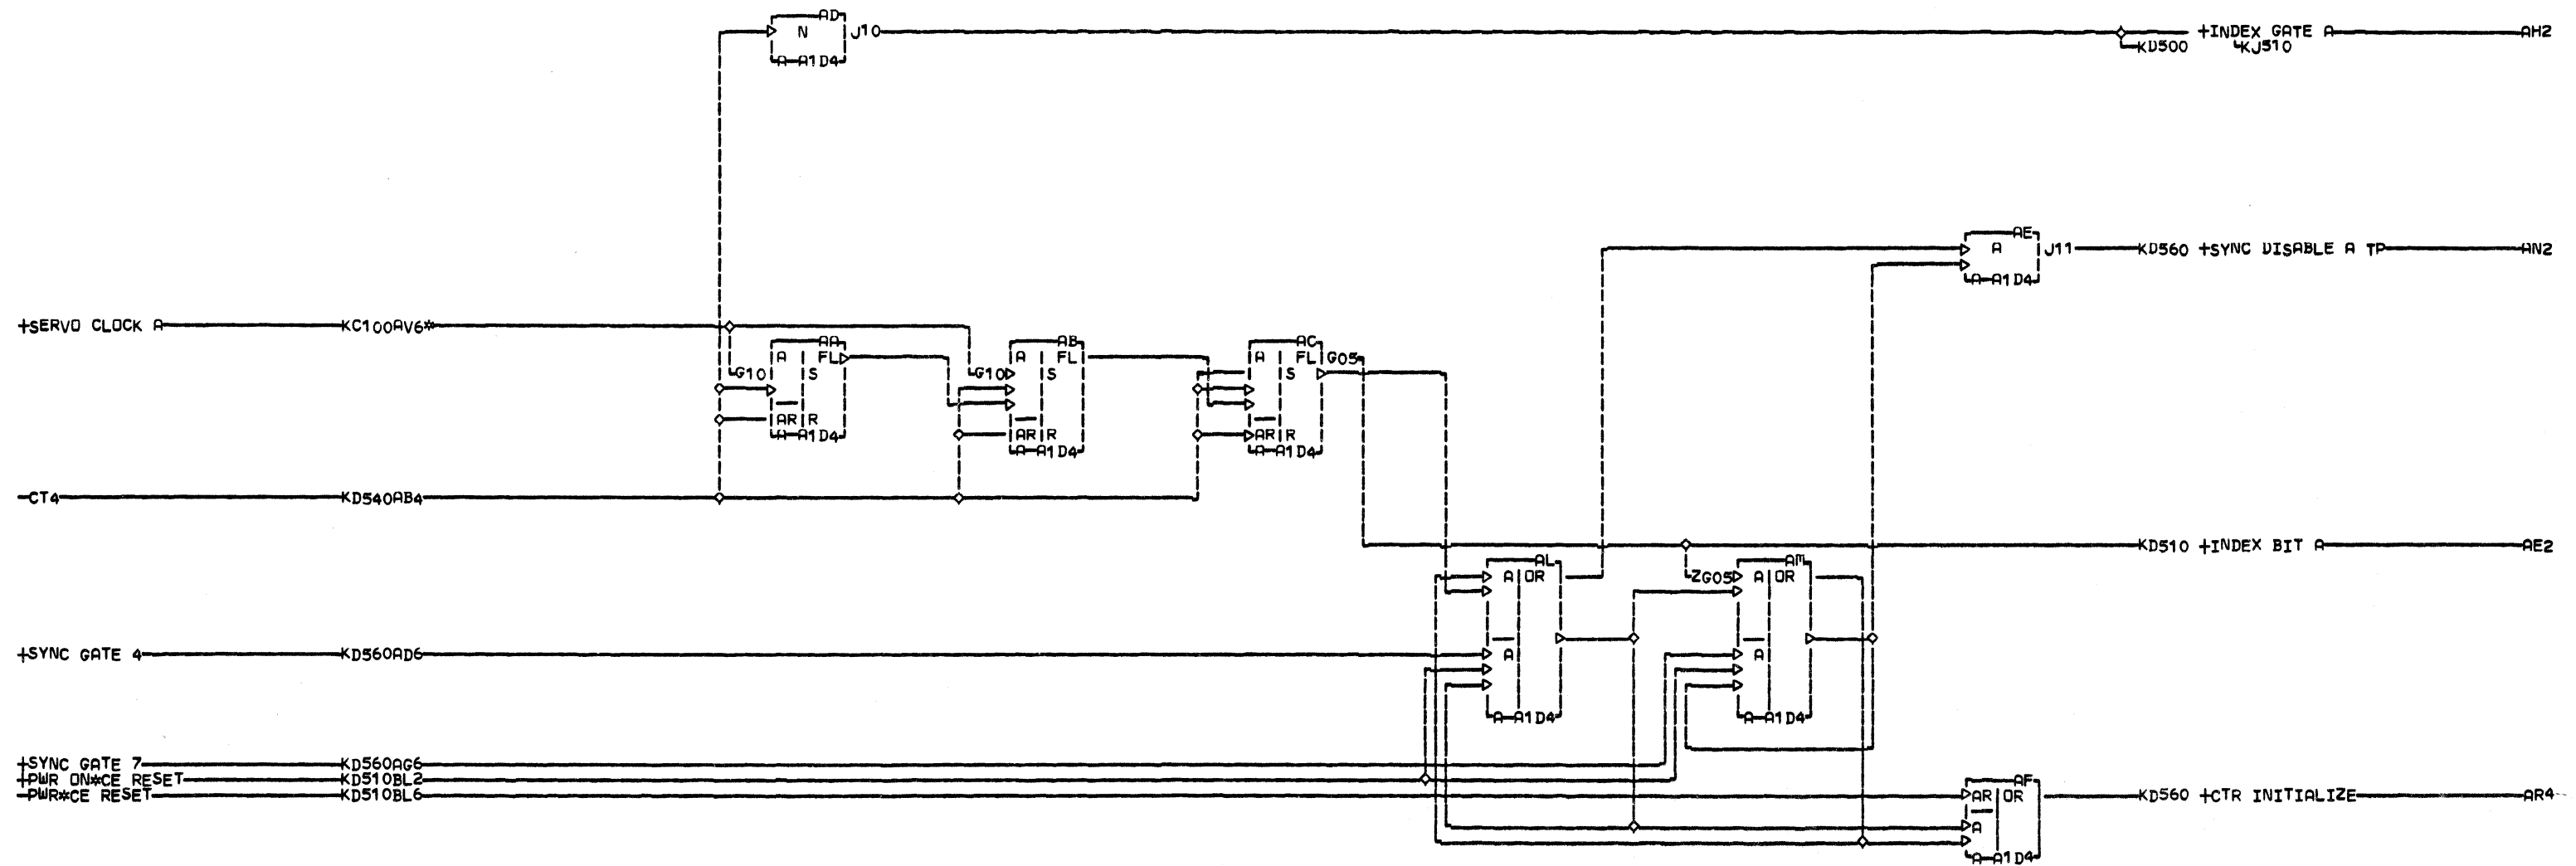 AD
N J10 +INDEX GATE A AH2
KD500 KJ510
A-A1D4
AE
A J11 KD560 +SYNC DISABLE A TP AN2
A-A1D4
+SERVO CLOCK A KC100AV6*
AA AB AC
A FL A FL A FL G05
G10 S G10 S S
AR R
A-A1D4 AR R AR R
A-A1D4 A-A1D4
-CT4 KD540AB4
KD510 +INDEX BIT A AE2
AL AM
A OR ZG05 A OR
+SYNC GATE 4 KD560AD6 A A
A-A1D4 A-A1D4
+SYNC GATE 7 KD560AG6
+PWR ON*CE RESET KD510BL2 AF
-PWR*CE RESET KD510BL6 AR OR KD560 +CTR INITIALIZE AR4
A
A-A1D4